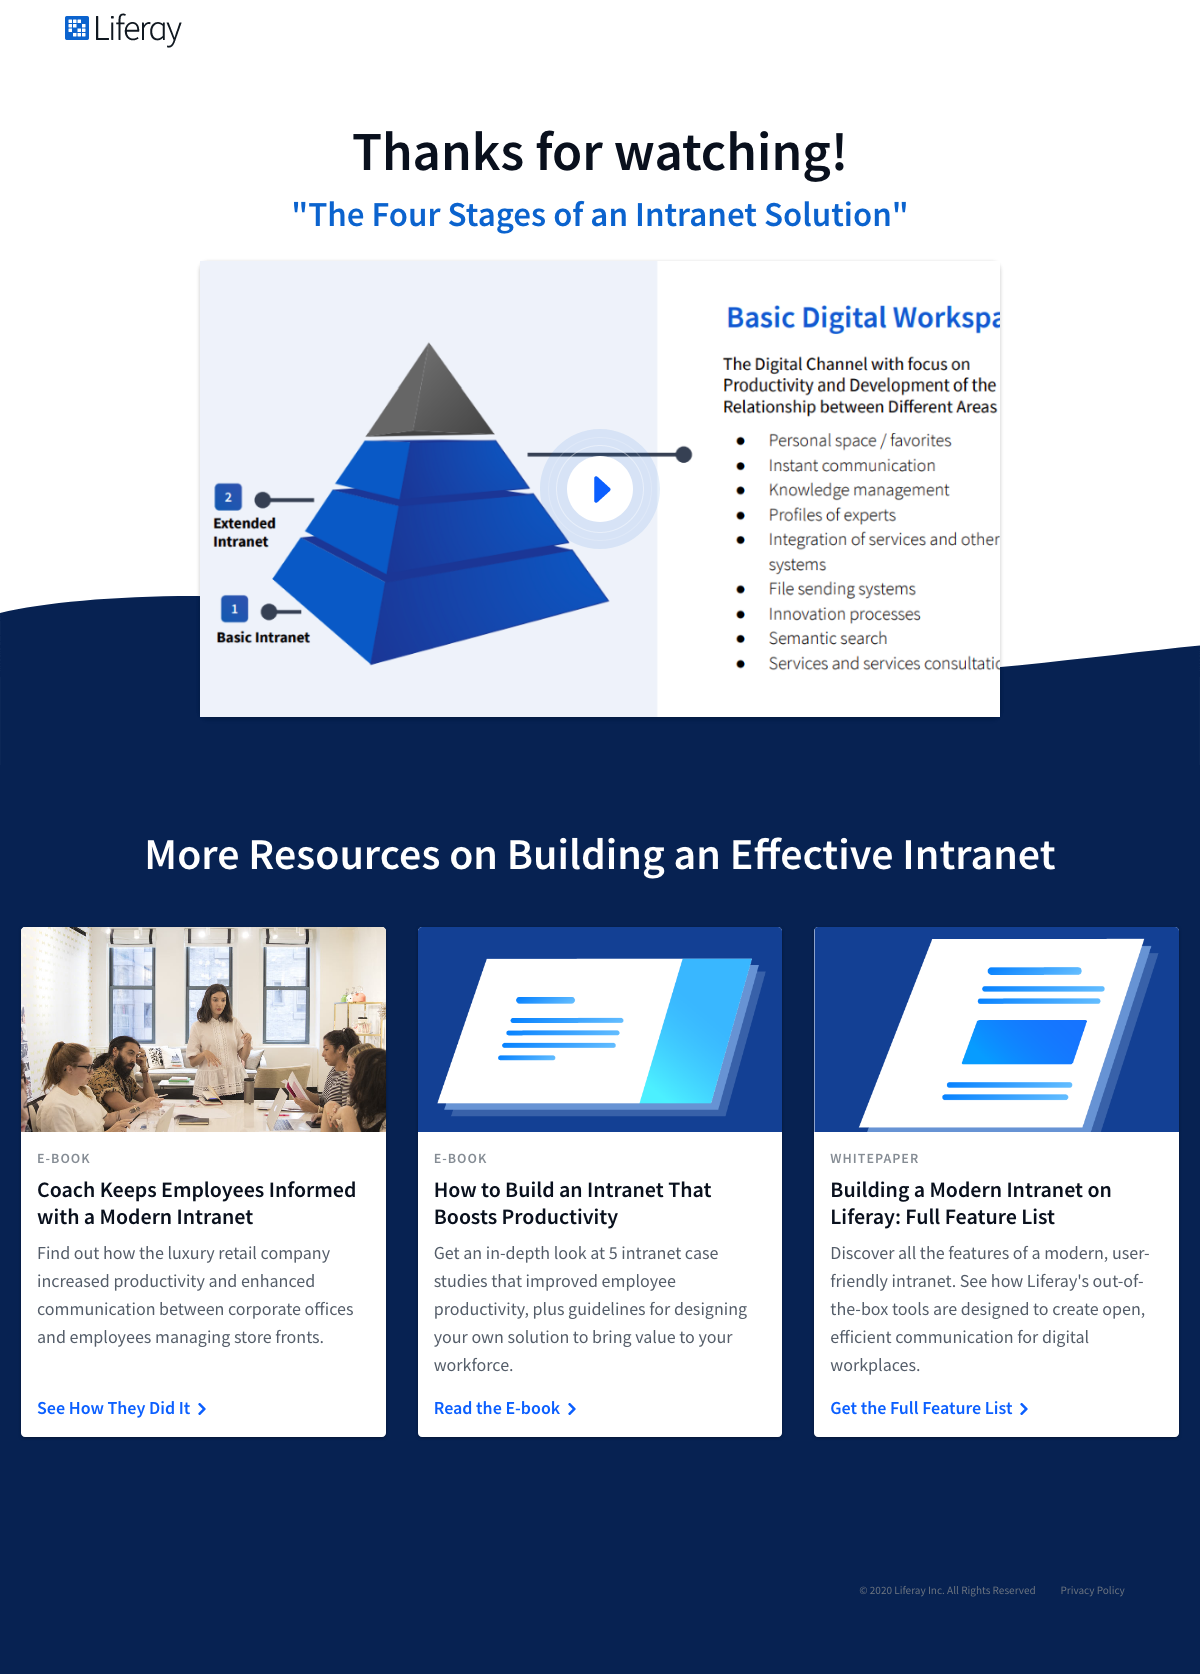 Liferay
Thanks for watching!
"The Four Stages of an Intranet Solution"
Basic Digital Workspa
The Digital Channel with focus on
Productivity and Development of the
Relationship between Different Areas
● Personal space / favorites
● Instant communication
● Knowledge management
● Profiles of experts
● Integration of services and other
systems
● File sending systems
● Innovation processes
● Semantic search
● Services and services consultatio
2
Extended
Intranet
1
Basic Intranet
More Resources on Building an Effective Intranet
E-BOOK
Coach Keeps Employees Informed
with a Modern Intranet
Find out how the luxury retail company
increased productivity and enhanced
communication between corporate offices
and employees managing store fronts.
See How They Did It
E-BOOK
How to Build an Intranet That
Boosts Productivity
Get an in-depth look at 5 intranet case
studies that improved employee
productivity, plus guidelines for designing
your own solution to bring value to your
workforce.
Read the E-book
WHITEPAPER
Building a Modern Intranet on
Liferay: Full Feature List
Discover all the features of a modern, user-
friendly intranet. See how Liferay's out-of-
the-box tools are designed to create open,
efficient communication for digital
workplaces.
Get the Full Feature List
© 2020 Liferay Inc. All Rights Reserved Privacy Policy